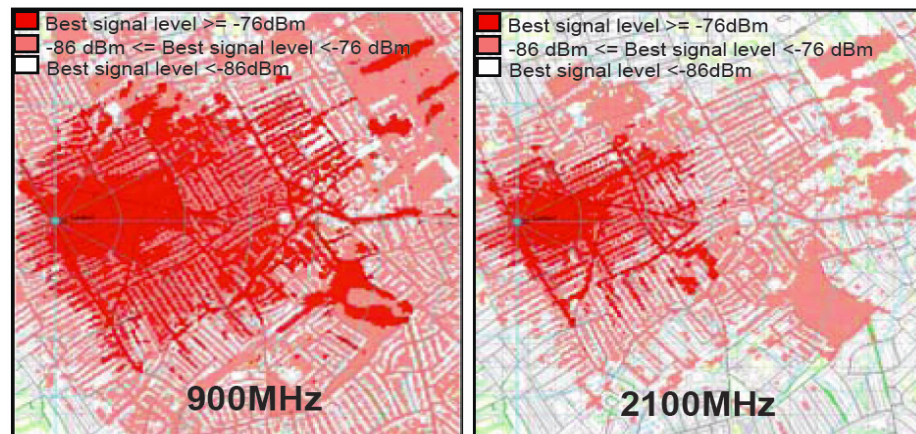 Best signal level >= -76dBm
-86 dBm <= Best signal level <-76 dBm
Best signal level <-86dBm
900MHz
Best signal level >= -76dBm
-86 dBm <= Best signal level <-76 dBm
Best signal level <-86dBm
2100MHz